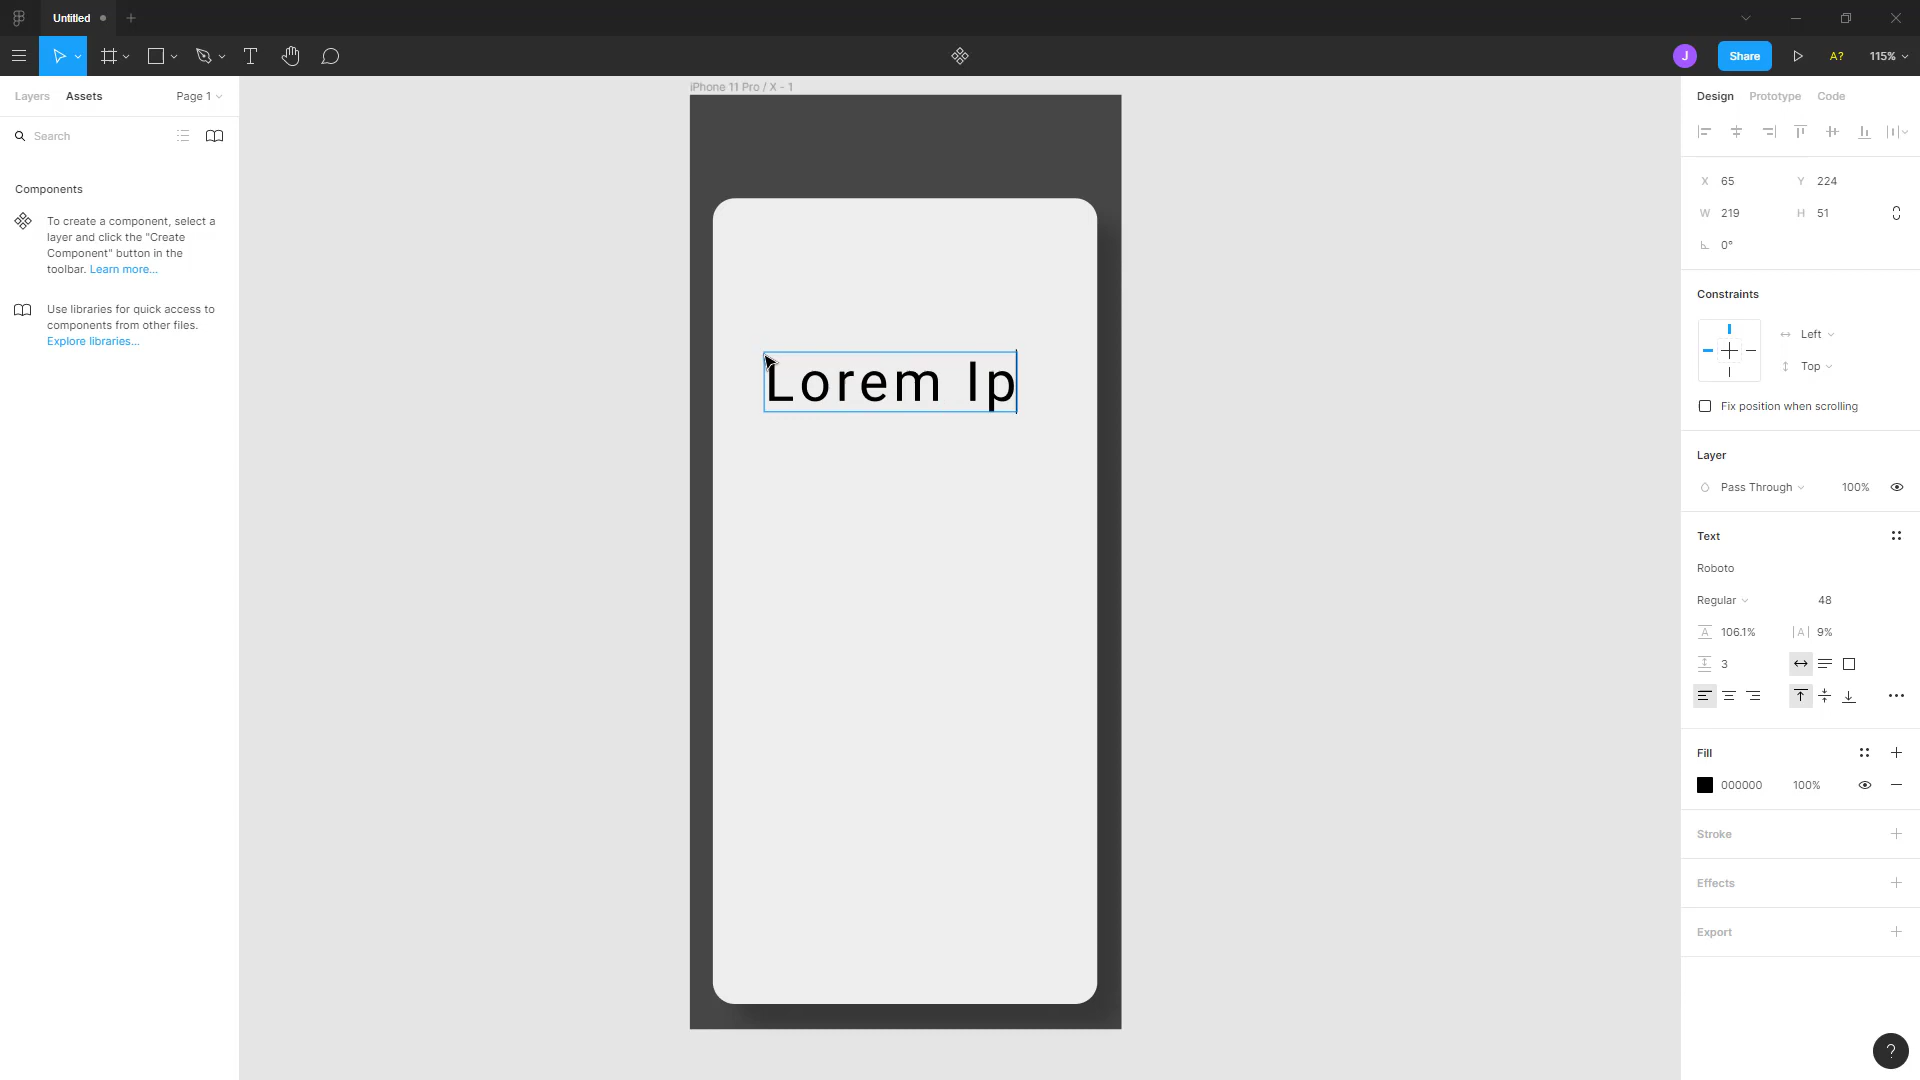 Untitled
J
Share
A?
115%
Layers
Assets
Page 1
Search
Components
To create a component, select a
layer and click the "Create
Component" button in the
toolbar. Learn more...
Use libraries for quick access to
components from other files.
Explore libraries...
iPhone 11 Pro / X - 1
Lorem Ip
Design
Prototype
Code
X 65
Y 224
W 219
H 51
0°
Constraints
Left
Top
Fix position when scrolling
Layer
Pass Through
100%
Text
Roboto
Regular
48
A 106.1%
|A| 9%
3
Fill
000000
100%
Stroke
Effects
Export
?